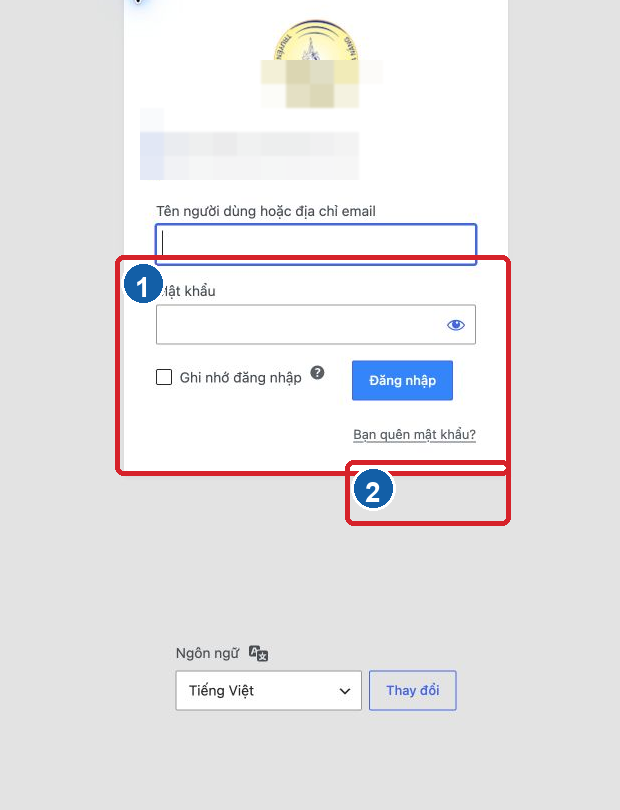 Tên người dùng hoặc địa chỉ email
1
khẩu
Ghi nhớ đăng nhập ?
Đăng nhập
Bạn quên mật khẩu?
2
Ngôn ngữ
Tiếng Việt
Thay đổi